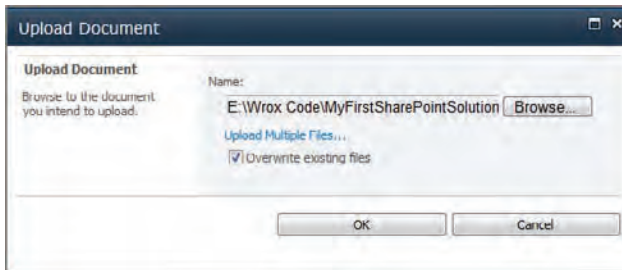 Upload Document
Upload Document
Browse to the document
you intend to upload.
Name:
E:\Wrox Code\MyFirstSharePointSolution
Browse...
Upload Multiple Files...
Overwrite existing files
OK
Cancel